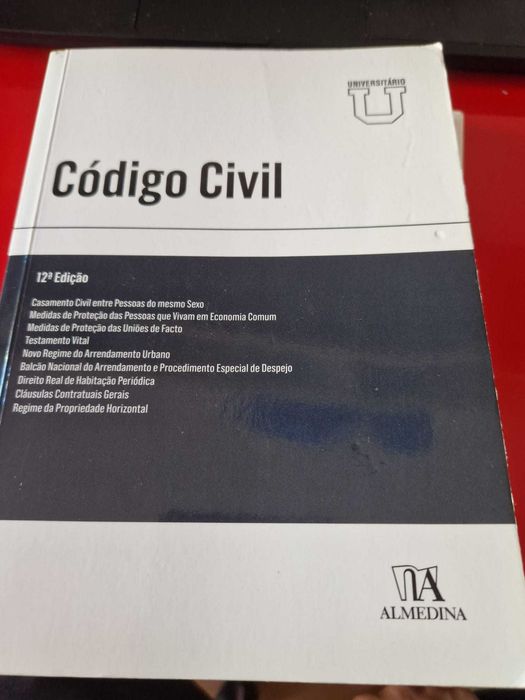 UNIVERSITÁRIO
U
Código Civil
12ª Edição
Casamento Civil entre Pessoas do mesmo Sexo
Medidas de Proteção das Pessoas que Vivam em Economia Comum
Medidas de Proteção das Uniões de Facto
Testamento Vital
Novo Regime do Arrendamento Urbano
Balcão Nacional do Arrendamento e Procedimento Especial de Despejo
Direito Real de Habitação Periódica
Cláusulas Contratuais Gerais
Regime da Propriedade Horizontal
ALMEDINA